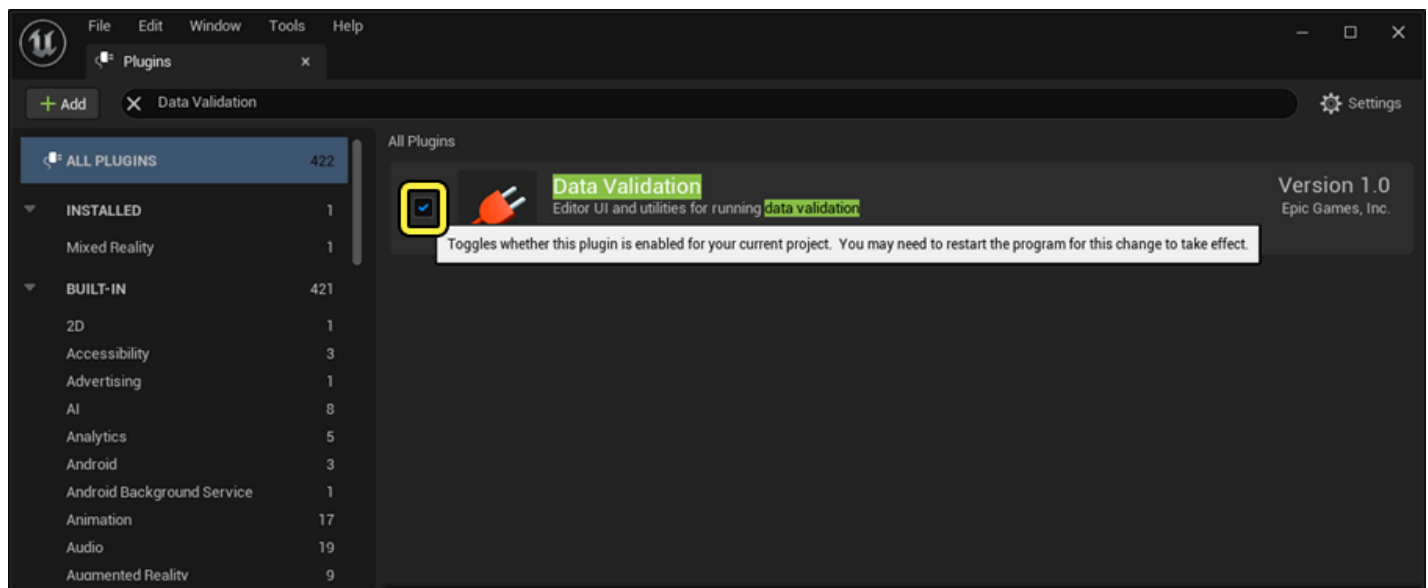 File Edit Window Tools Help
Plugins
Add
Data Validation
Settings
ALL PLUGINS 422
INSTALLED 1
Mixed Reality 1
BUILT-IN 421
2D 1
Accessibility 3
Advertising 1
AI 8
Analytics 5
Android 3
Android Background Service 1
Animation 17
Audio 19
Augmented Reality 9
All Plugins
Data Validation
Editor UI and utilities for running data validation
Version 1.0
Epic Games, Inc.
Toggles whether this plugin is enabled for your current project. You may need to restart the program for this change to take effect.